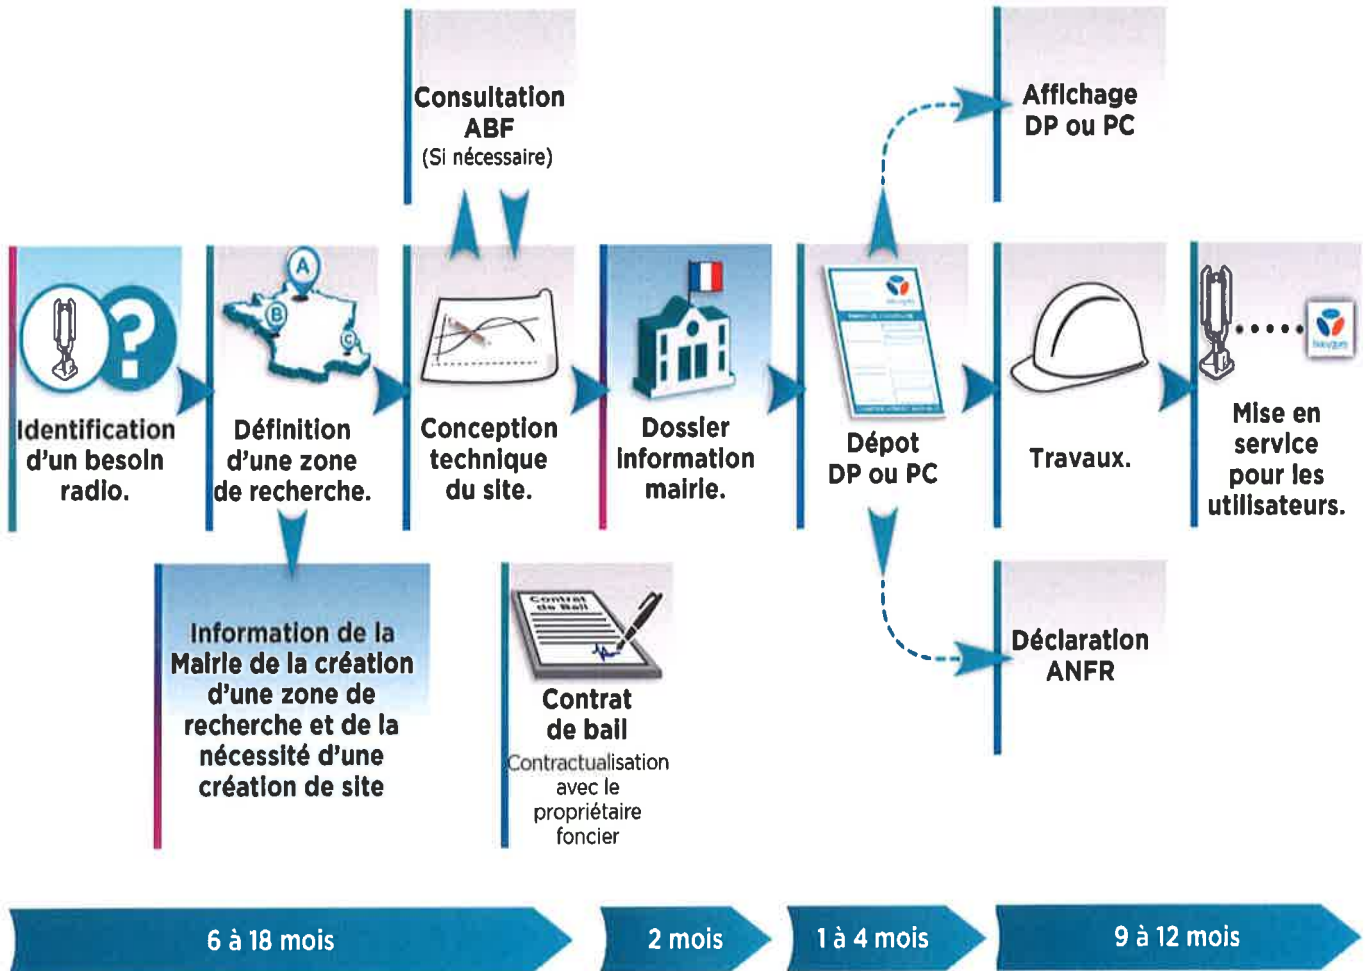 Consultation
ABF
(Si nécessaire)
Affichage
DP ou PC
A
B
C
Identification
d'un besoin
radio.
Définition
d'une zone
de recherche.
Conception
technique
du site.
Dossier
information
mairie.
Dépot
DP ou PC
Travaux.
Mise en
service
pour les
utilisateurs.
Information de la
Mairie de la création
d'une zone de
recherche et de la
nécessité d'une
création de site
Contrat
de Bail
Contrat
de bail
Contractualisation
avec le
propriétaire
foncier
Déclaration
ANFR
6 à 18 mois
2 mois
1 à 4 mois
9 à 12 mois